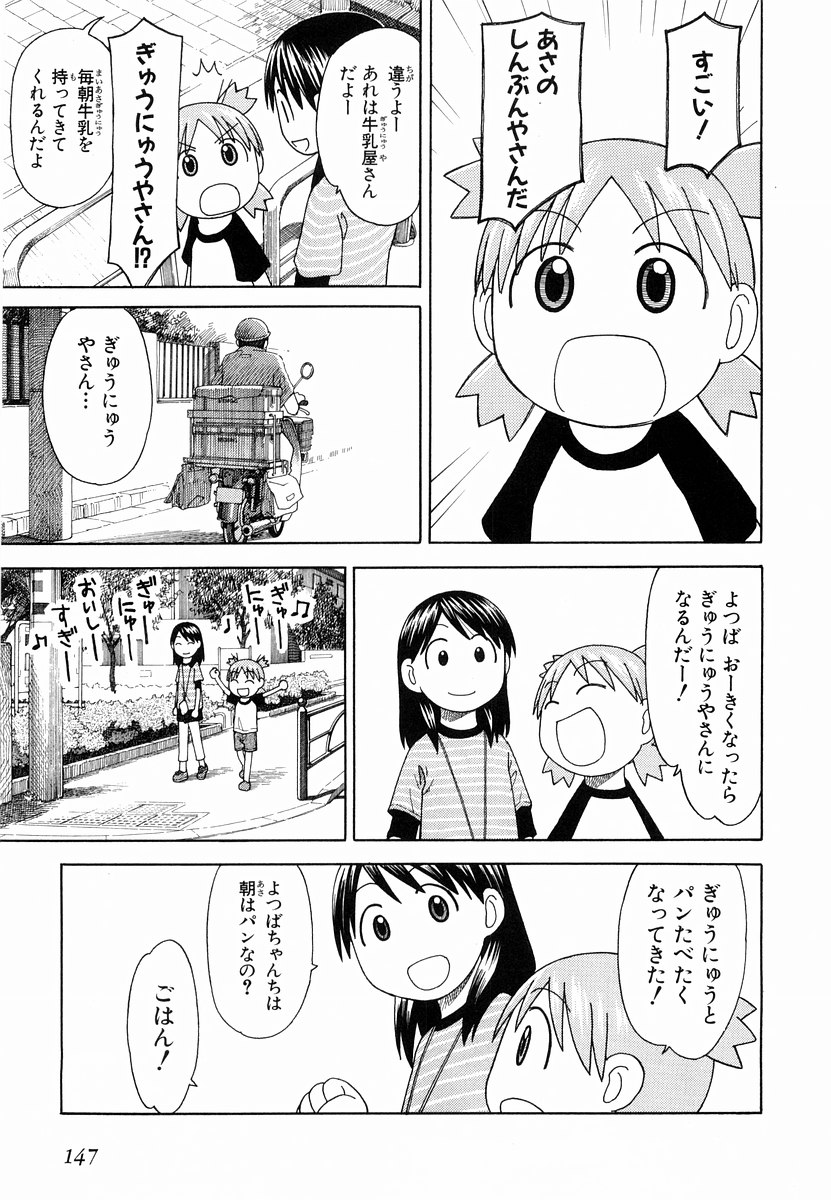 すごい!
あさの
しんぶんやさんだ
違うよー
あれは牛乳屋さん
だよー
ぎゅうにゅうやさん!?
毎朝牛乳を
持ってきて
くれるんだよ
ぎゅうにゅう
やさん…
よつば おーきくなったら
ぎゅうにゅうやさんに
なるんだー!
ぎゅー
にゅー♪
ぎゅー
にゅー
おいしー
すぎー♪
ぎゅうにゅうと
パンたべたく
なってきた!
よつばちゃんちは
朝はパンなの?
ごはん!
147